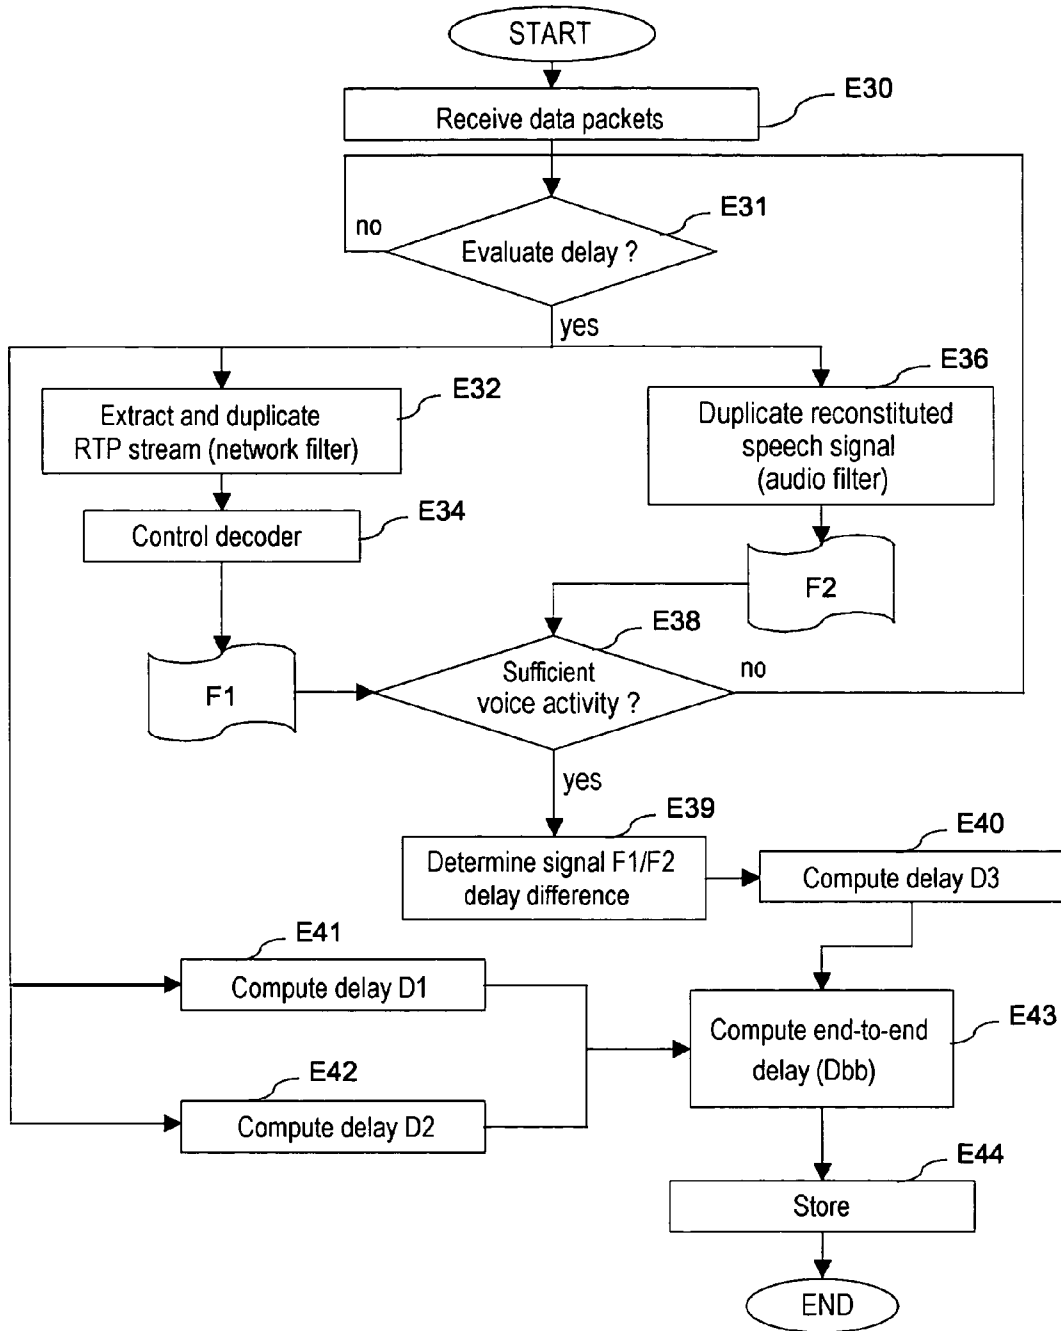 START
E30
Receive data packets
E31
no
Evaluate delay ?
yes
E32
E36
Extract and duplicate
RTP stream (network filter)
Duplicate reconstituted
speech signal
(audio filter)
E34
Control decoder
F2
E38
F1
Sufficient
voice activity ?
no
yes
E39
E40
Determine signal F1/F2
delay difference
Compute delay D3
E41
Compute delay D1
Compute end-to-end
delay (Dbb)
E43
E42
Compute delay D2
E44
Store
END